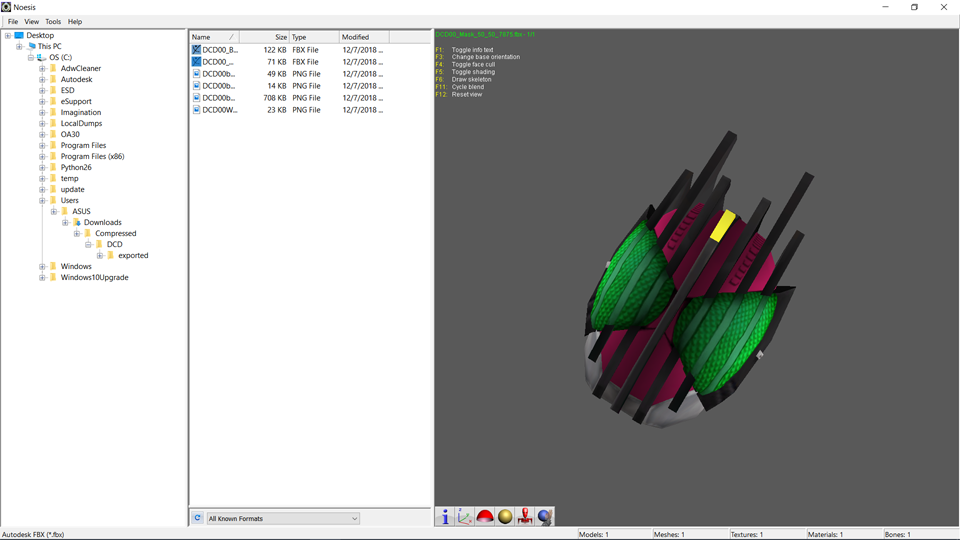 Noesis
File View Tools Help
Desktop
This PC
OS (C:)
AdwCleaner
Autodesk
ESD
eSupport
Imagination
LocalDumps
OA30
Program Files
Program Files (x86)
Python26
temp
update
Users
ASUS
Downloads
Compressed
DCD
exported
Windows
Windows10Upgrade
Name Size Type Modified
DCD00_B... 122 KB FBX File 12/7/2018 ...
DCD00_... 71 KB FBX File 12/7/2018 ...
DCD00b... 49 KB PNG File 12/7/2018 ...
DCD00b... 14 KB PNG File 12/7/2018 ...
DCD00b... 708 KB PNG File 12/7/2018 ...
DCD00W... 23 KB PNG File 12/7/2018 ...
All Known Formats
DCD00_Mask_50_50_7875.fbx - 1/1
F1: Toggle info text
F3: Change base orientation
F4: Toggle face cull
F5: Toggle shading
F6: Draw skeleton
F11: Cycle blend
F12: Reset view
Autodesk FBX (*.fbx) Models: 1 Meshes: 1 Textures: 1 Materials: 1 Bones: 1